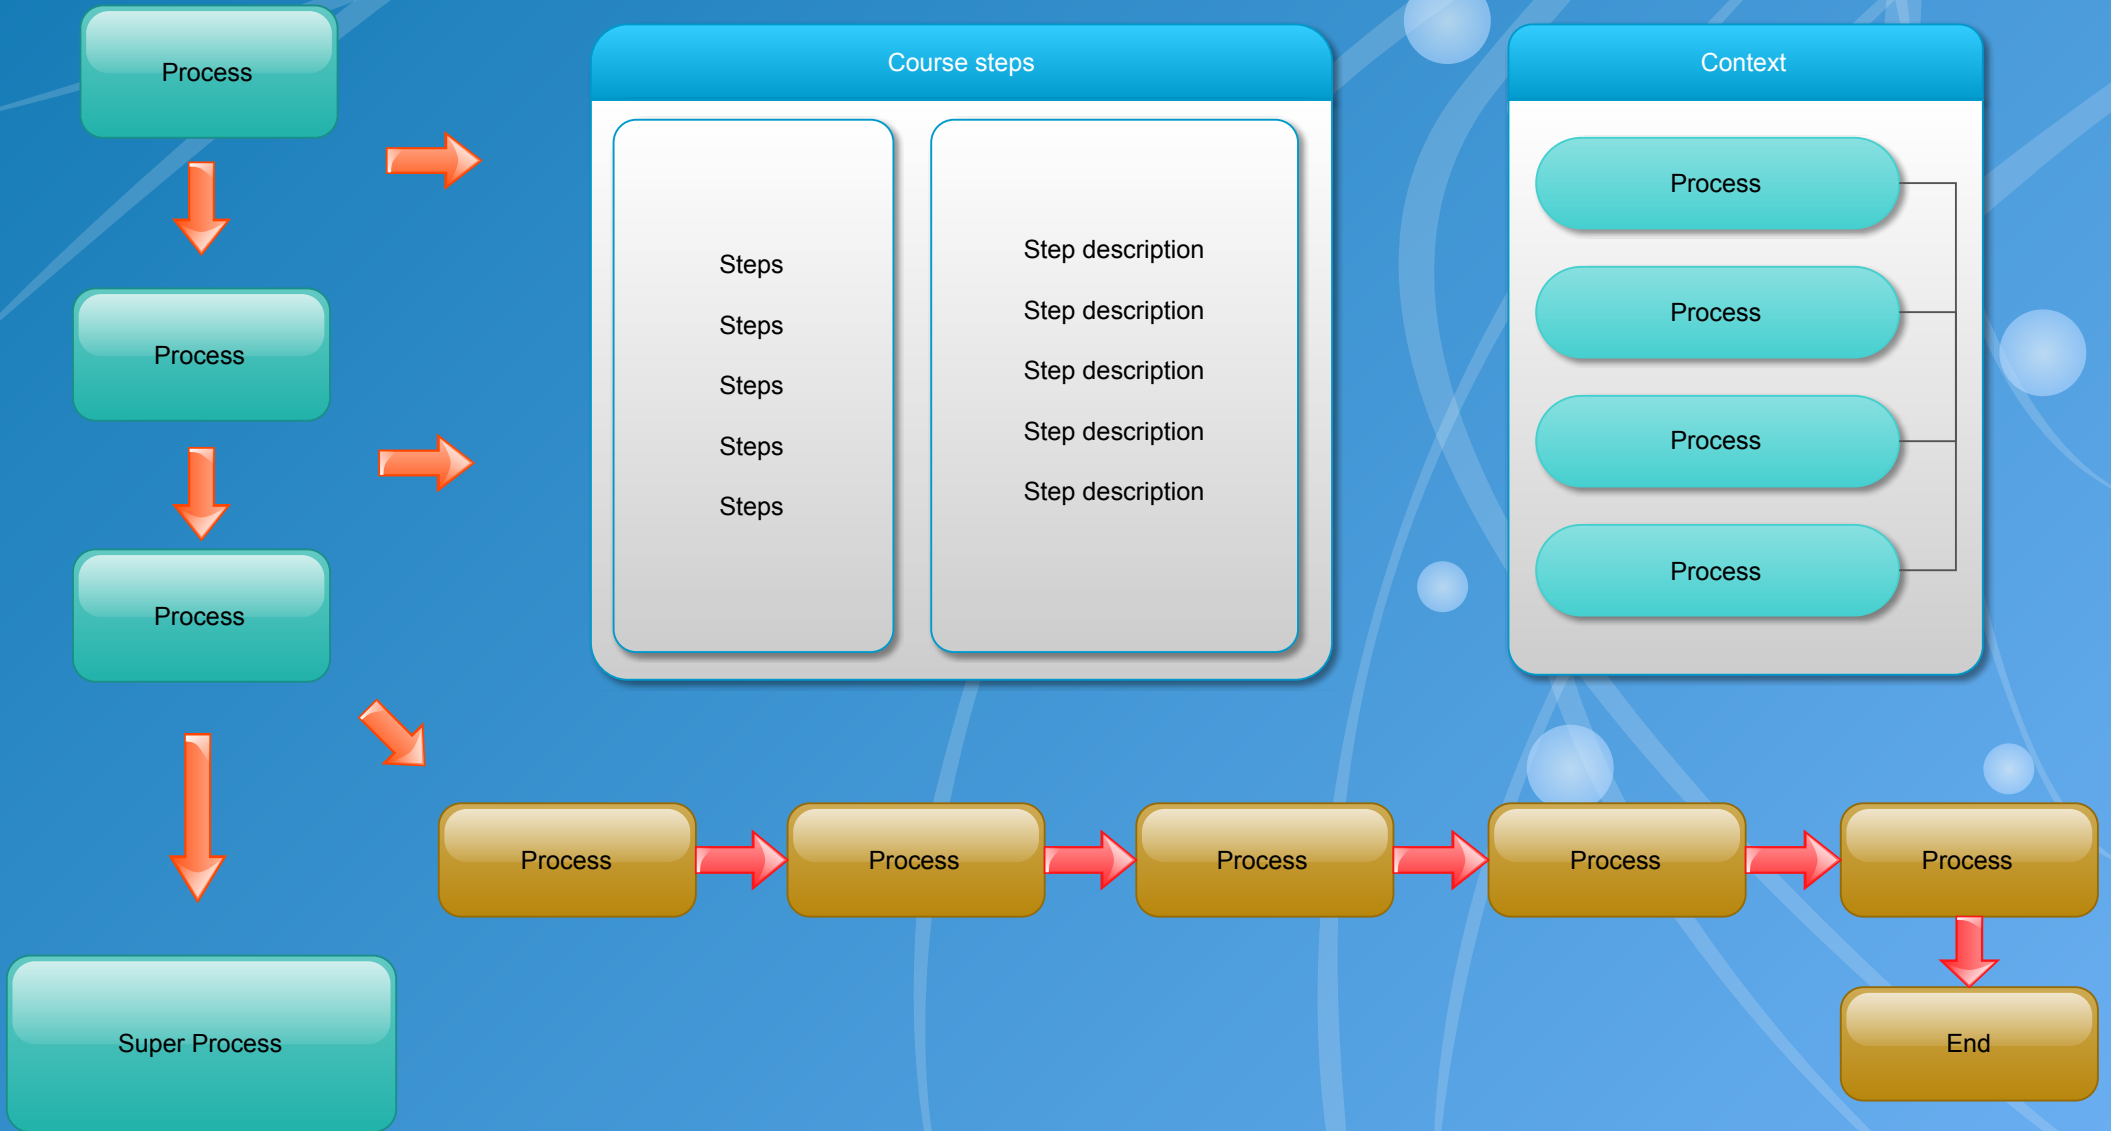 Process
Process
Process
Super Process
Course steps
Steps
Steps
Steps
Steps
Steps
Step description
Step description
Step description
Step description
Step description
Context
Process
Process
Process
Process
Process
Process
Process
Process
Process
End